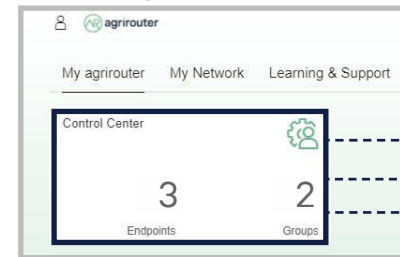 agrirouter
My agrirouter My Network Learning & Support
Control Center
3 2
Endpoints Groups